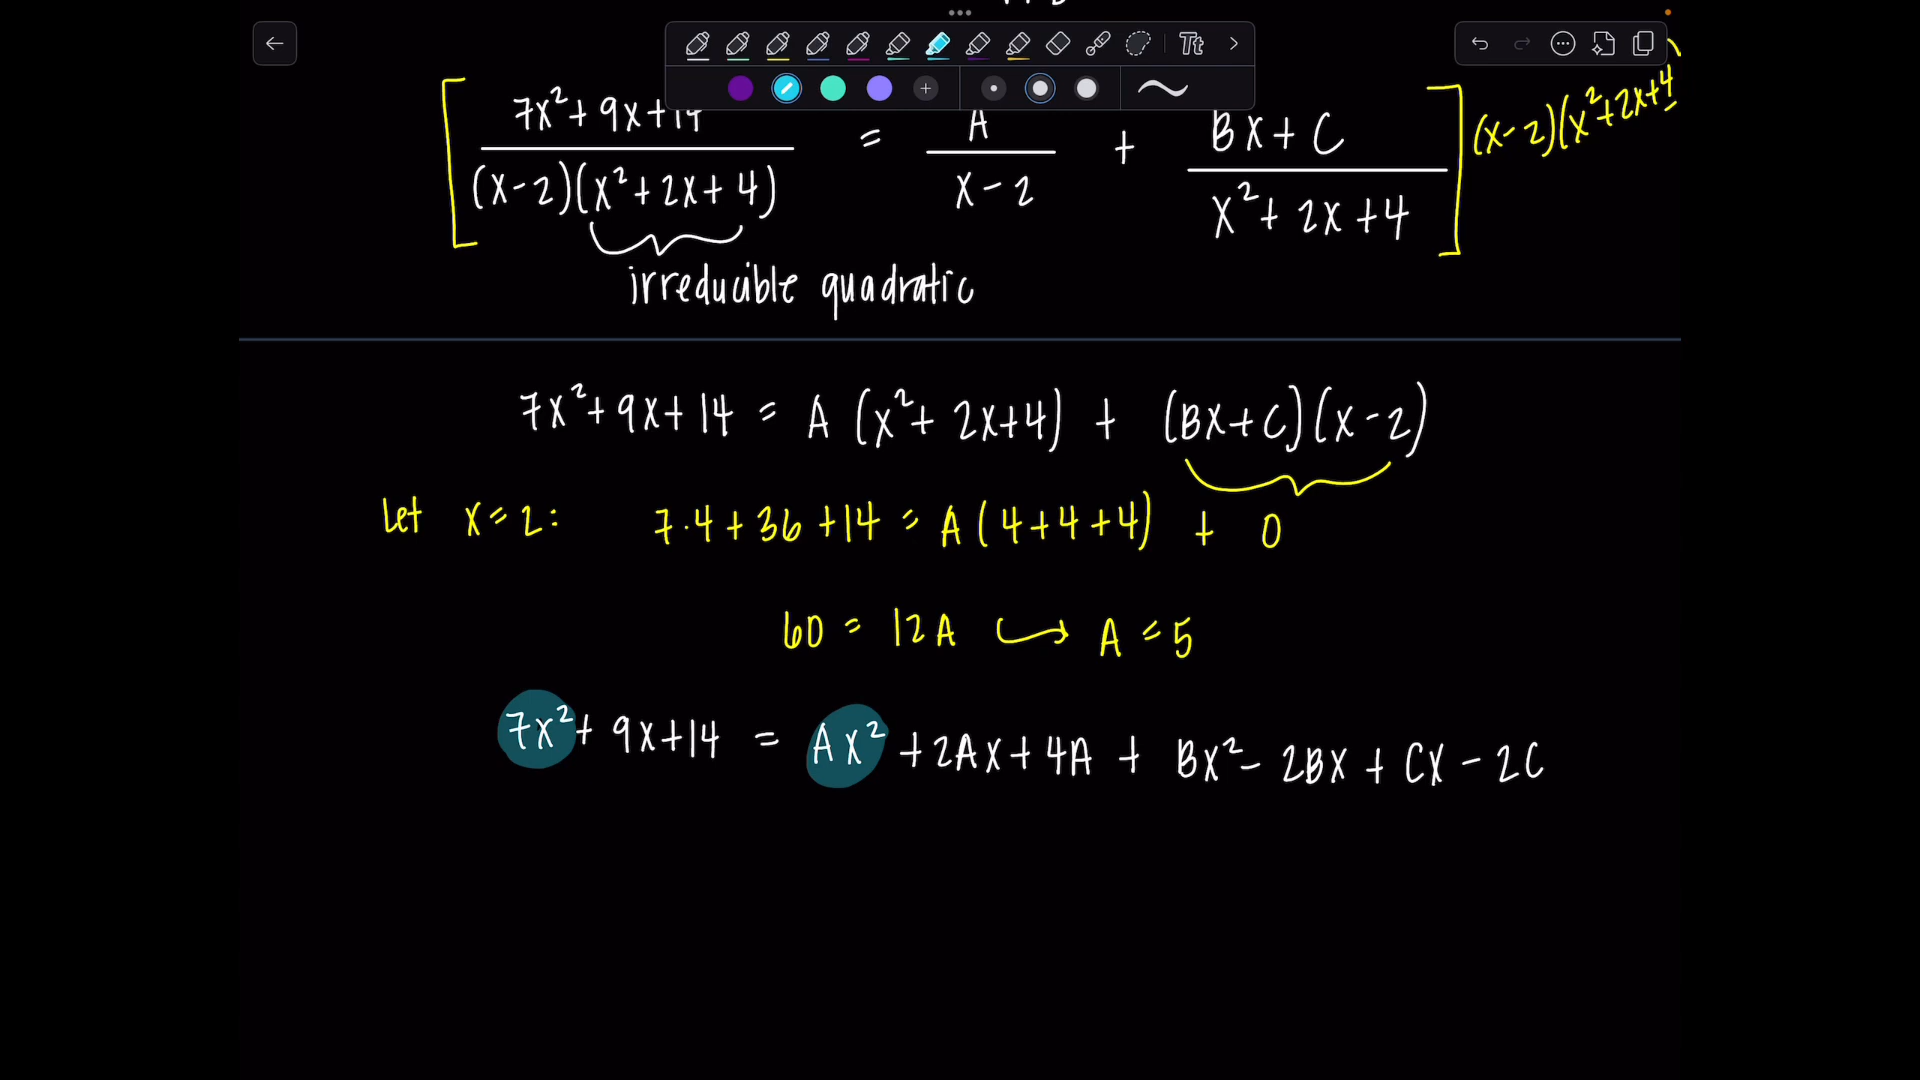 Tt
7x²+ 9x+14 = A + Bx+C (x-2)(x²+2x+4
(x-2)(x²+2x+4) x-2 x²+2x+4
irreducible quadratic
7x²+9x+14 = A (x²+ 2x+4) + (Bx+C)(x-2)
Let x=2: 7·4+36+14 = A(4+4+4) + 0
60 = 12A → A = 5
7x²+ 9x+14 = Ax² +2Ax+4A + Bx²- 2Bx + Cx - 2C